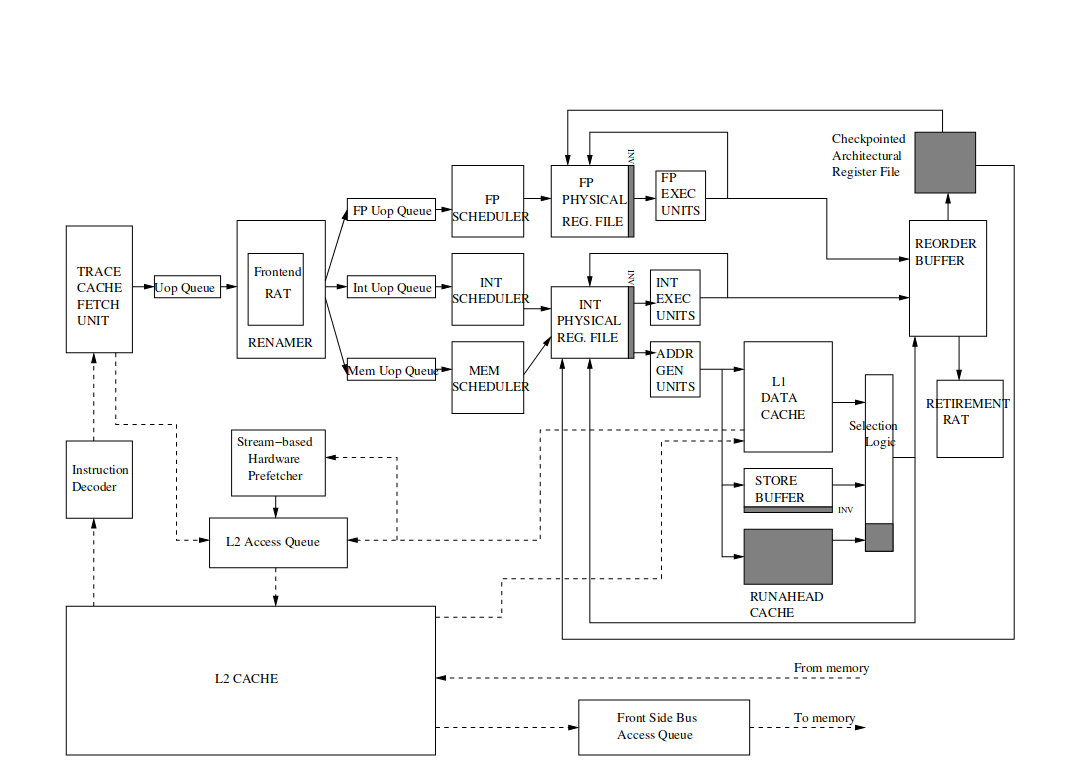 Checkpointed
Architectural
Register File
INV
FP
PHYSICAL
REG. FILE
FP
EXEC
UNITS
FP
SCHEDULER
FP Uop Queue
REORDER
BUFFER
TRACE
CACHE
FETCH
UNIT
Uop Queue
Frontend
RAT
RENAMER
Int Uop Queue
INT
SCHEDULER
INV
INT
PHYSICAL
REG. FILE
INT
EXEC
UNITS
Mem Uop Queue
MEM
SCHEDULER
ADDR
GEN
UNITS
L1
DATA
CACHE
Selection
Logic
RETIREMENT
RAT
Instruction
Decoder
Stream−based
Hardware
Prefetcher
STORE
BUFFER
INV
L2 Access Queue
RUNAHEAD
CACHE
L2 CACHE
From memory
Front Side Bus
Access Queue
To memory